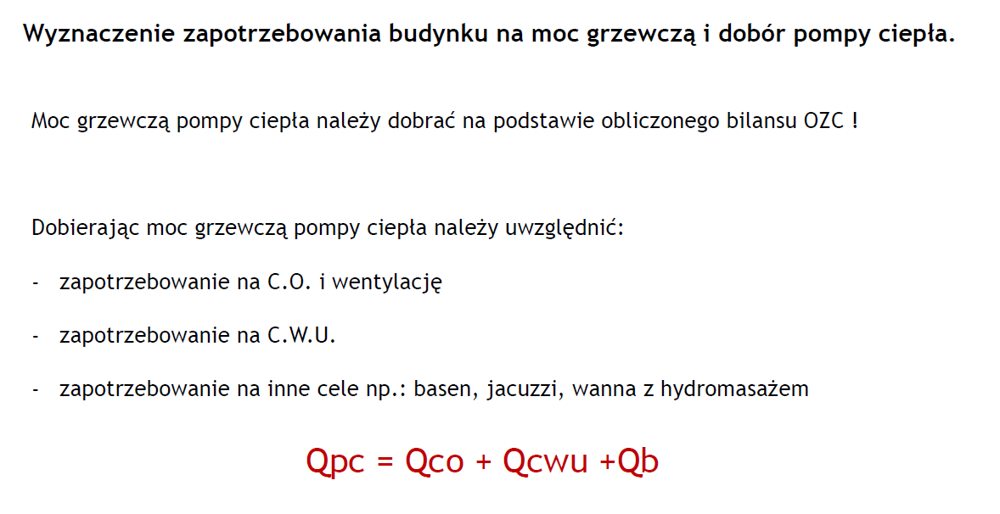 Wyznaczenie zapotrzebowania budynku na moc grzewczą i dobór pompy ciepła.
Moc grzewczą pompy ciepła należy dobrać na podstawie obliczonego bilansu OZC !
Dobierając moc grzewczą pompy ciepła należy uwzględnić:
- zapotrzebowanie na C.O. i wentylację
- zapotrzebowanie na C.W.U.
- zapotrzebowanie na inne cele np.: basen, jacuzzi, wanna z hydromasażem
Qpc = Qco + Qcwu +Qb